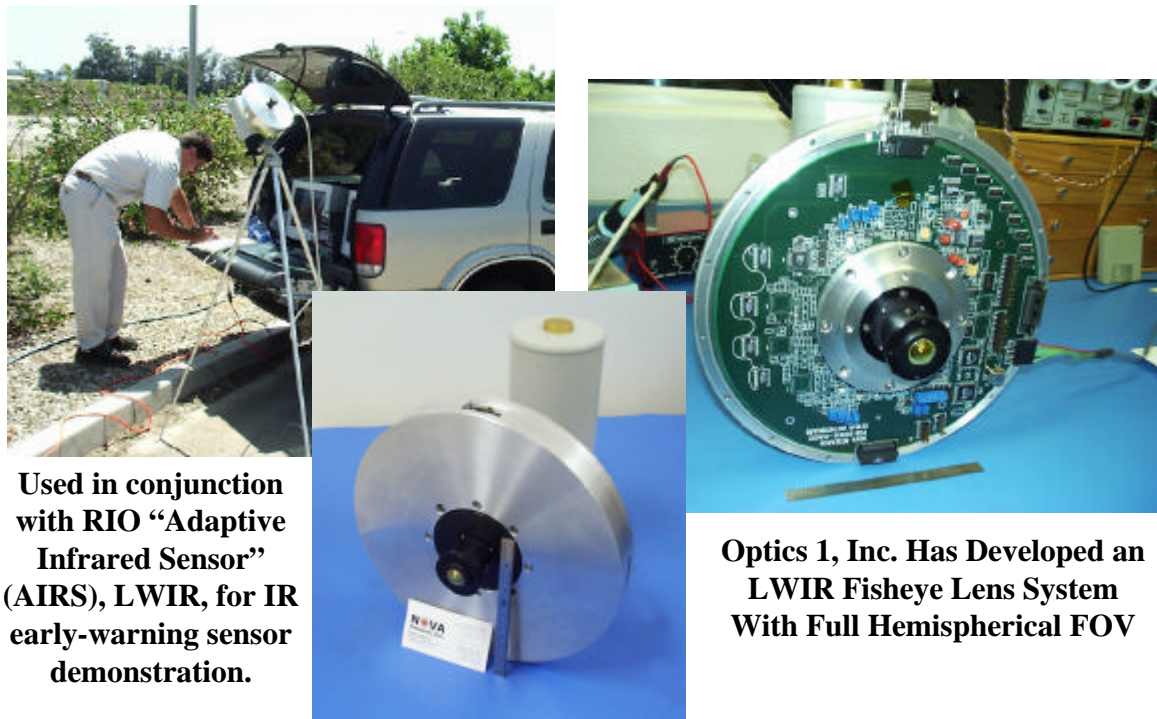 Used in conjunction
with RIO “Adaptive
Infrared Sensor”
(AIRS), LWIR, for IR
early-warning sensor
demonstration.
NOVA
Optics 1, Inc. Has Developed an
LWIR Fisheye Lens System
With Full Hemispherical FOV